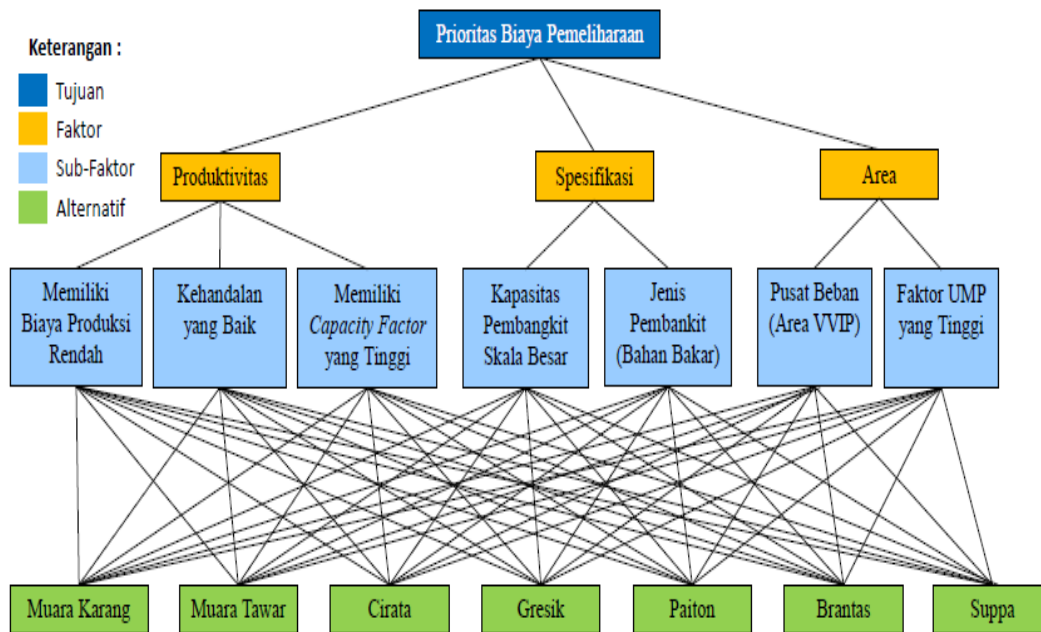 Prioritas Biaya Pemeliharaan
Keterangan :
Tujuan
Faktor
Sub-Faktor
Alternatif
Produktivitas
Spesifikasi
Area
Memiliki
Biaya Produksi
Rendah
Kehandalan
yang Baik
Memiliki
Capacity Factor
yang Tinggi
Kapasitas
Pembangkit
Skala Besar
Jenis
Pembankit
(Bahan Bakar)
Pusat Beban
(Area VVIP)
Faktor UMP
yang Tinggi
Muara Karang
Muara Tawar
Cirata
Gresik
Paiton
Brantas
Suppa